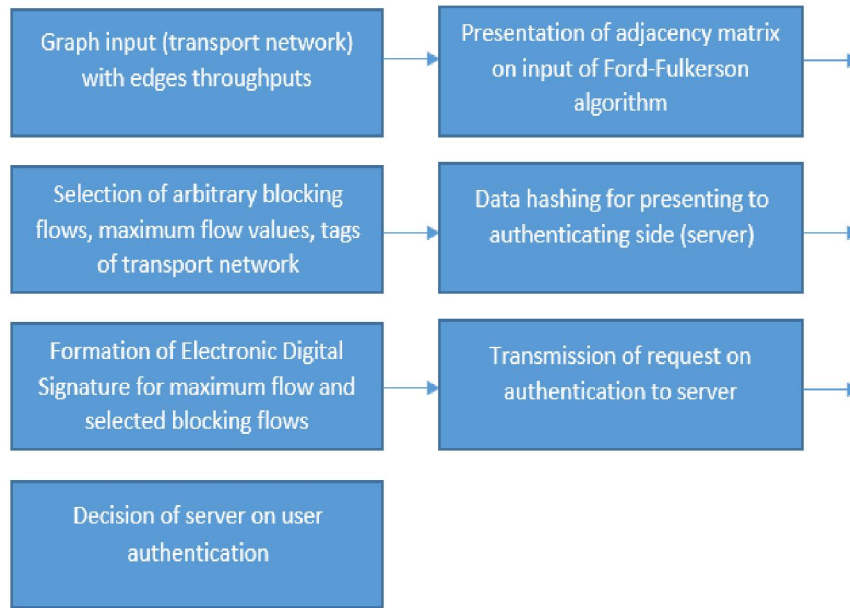 Graph input (transport network)
with edges throughputs
Presentation of adjacency matrix
on input of Ford-Fulkerson
algorithm
Selection of arbitrary blocking
flows, maximum flow values, tags
of transport network
Data hashing for presenting to
authenticating side (server)
Formation of Electronic Digital
Signature for maximum flow and
selected blocking flows
Transmission of request on
authentication to server
Decision of server on user
authentication